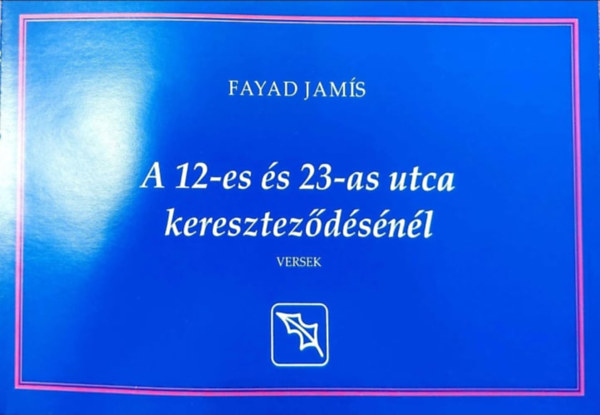 FAYAD JAMÍS
A 12-es és 23-as utca
kereszteződésénél
VERSEK